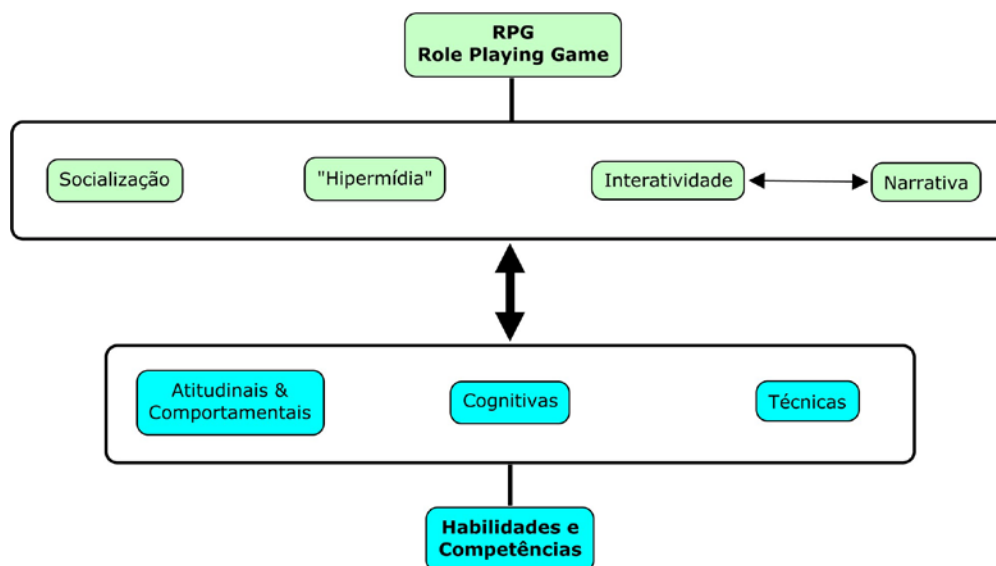 RPG
Role Playing Game
Socialização
"Hipermídia"
Interatividade
Narrativa
Atitudinais &
Comportamentais
Cognitivas
Técnicas
Habilidades e
Competências